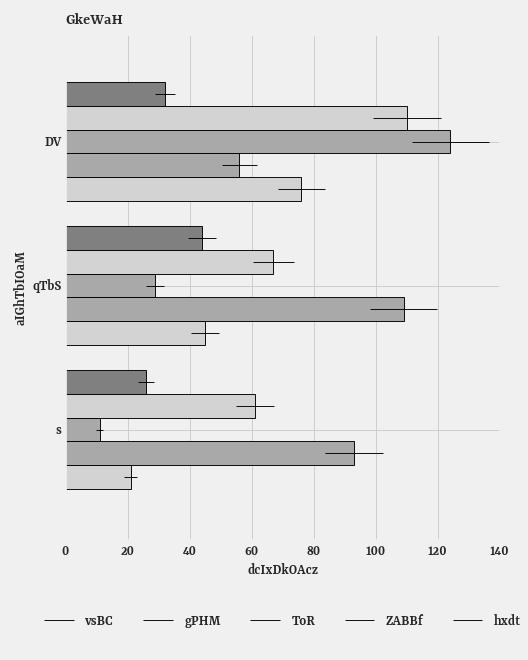 GkeWaH
DV
qTbS
s
aIGhTbIOaM
0 20 40 60 80 100 120 140
dcIxDkOAcz
vsBC gPHM ToR ZABBf hxdt